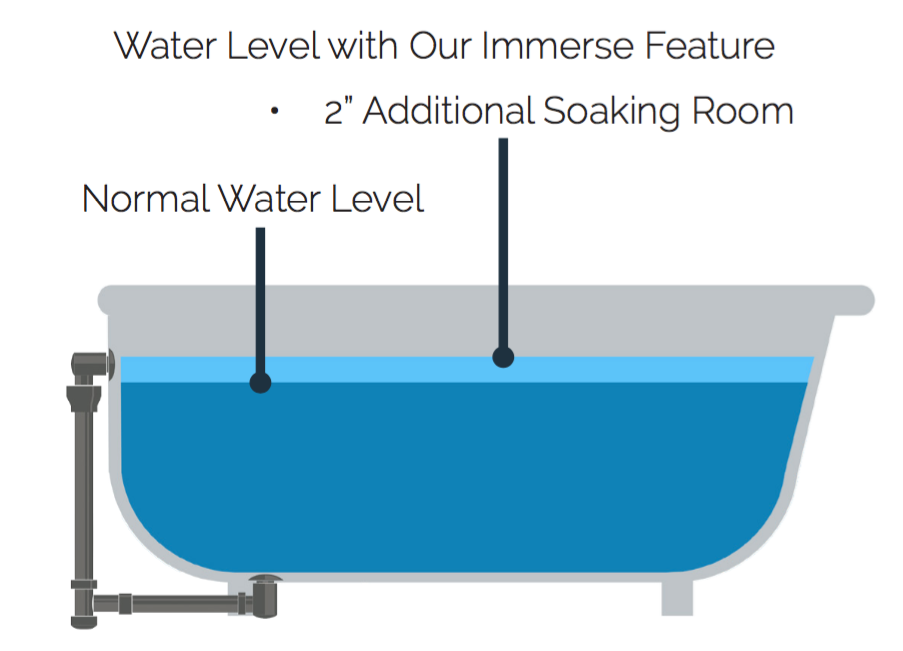 Water Level with Our Immerse Feature
• 2” Additional Soaking Room
Normal Water Level